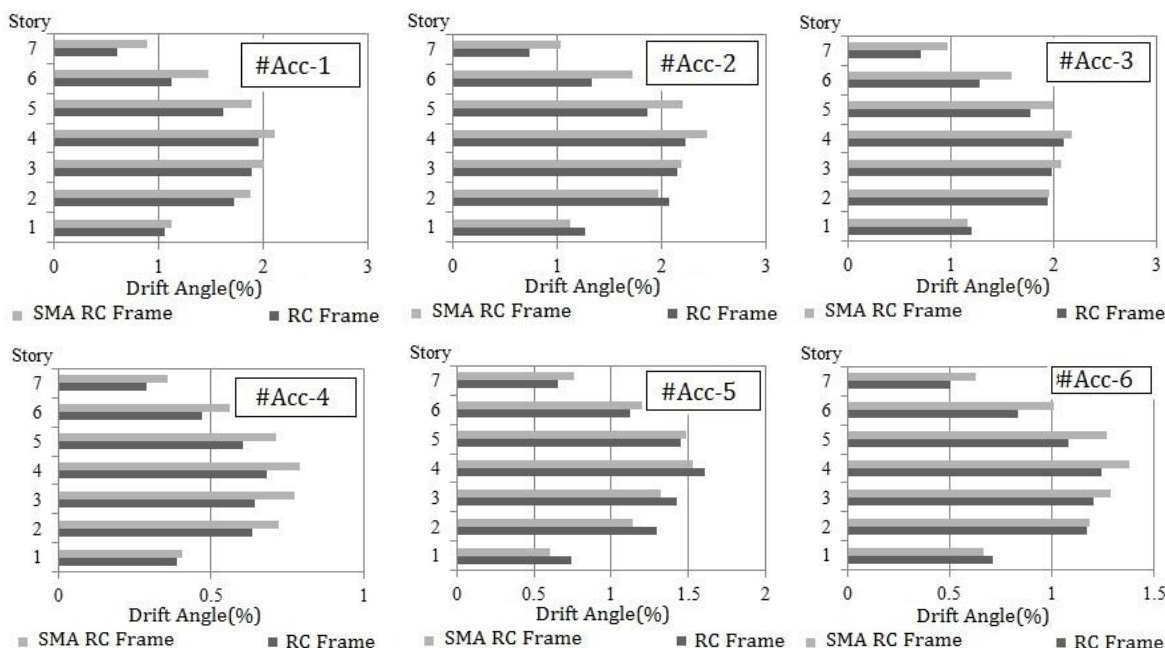 Story
#Acc-1
7
6
5
4
3
2
1
0 1 2 3
Drift Angle(%)
SMA RC Frame RC Frame
Story
#Acc-2
7
6
5
4
3
2
1
0 1 2 3
Drift Angle(%)
SMA RC Frame RC Frame
Story
#Acc-3
7
6
5
4
3
2
1
0 1 2 3
Drift Angle(%)
SMA RC Frame RC Frame
Story
#Acc-4
7
6
5
4
3
2
1
0 0.5 1
Drift Angle(%)
SMA RC Frame RC Frame
Story
#Acc-5
7
6
5
4
3
2
1
0 0.5 1 1.5 2
Drift Angle(%)
SMA RC Frame RC Frame
Story
#Acc-6
7
6
5
4
3
2
1
0 0.5 1 1.5
Drift Angle(%)
SMA RC Frame RC Frame